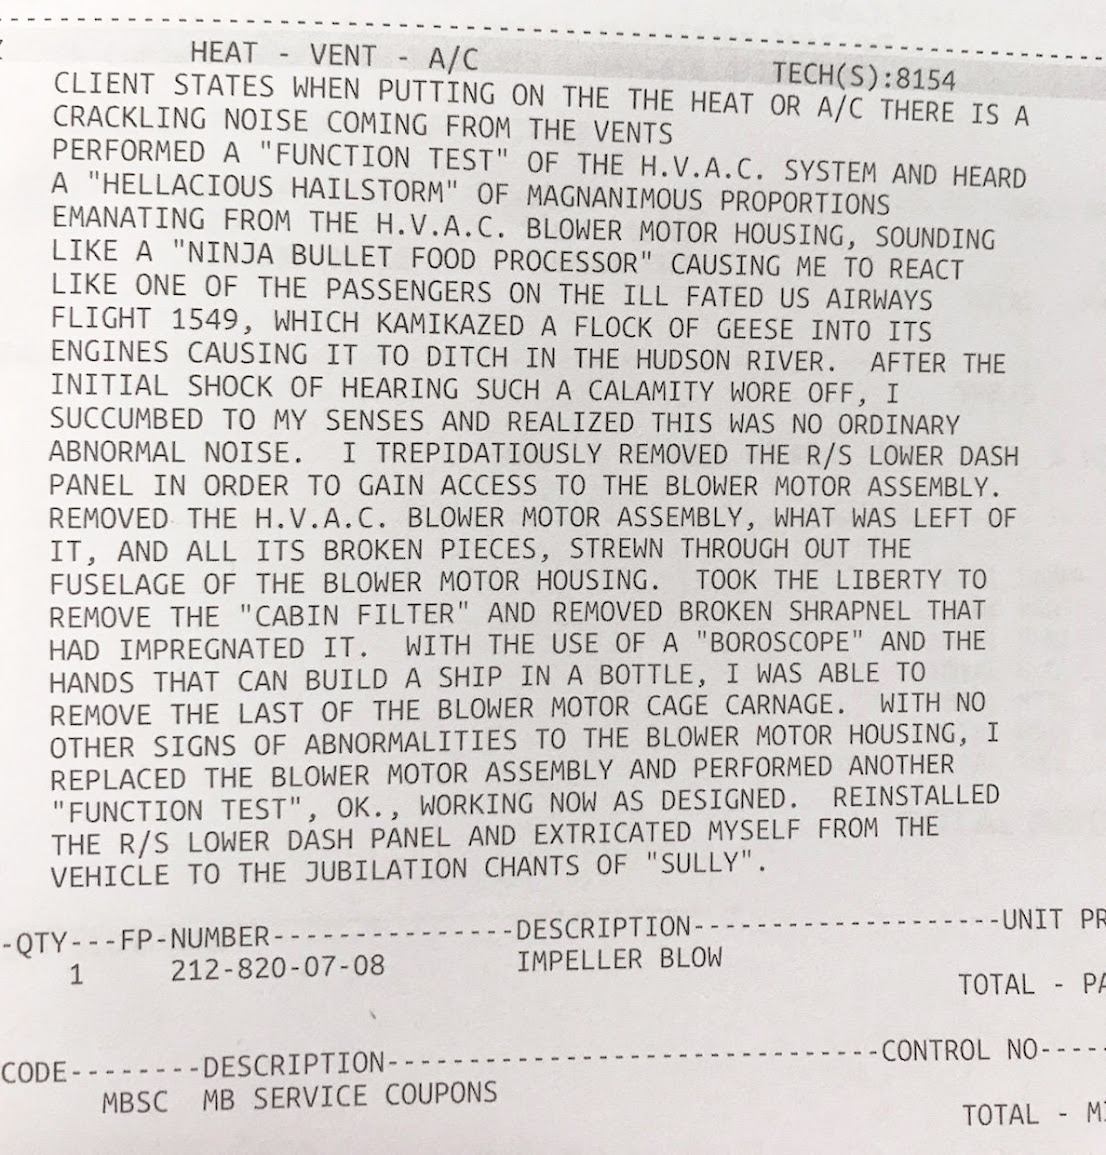 HEAT - VENT - A/C TECH(S):8154
CLIENT STATES WHEN PUTTING ON THE THE HEAT OR A/C THERE IS A
CRACKLING NOISE COMING FROM THE VENTS
PERFORMED A "FUNCTION TEST" OF THE H.V.A.C. SYSTEM AND HEARD
A "HELLACIOUS HAILSTORM" OF MAGNANIMOUS PROPORTIONS
EMANATING FROM THE H.V.A.C. BLOWER MOTOR HOUSING, SOUNDING
LIKE A "NINJA BULLET FOOD PROCESSOR" CAUSING ME TO REACT
LIKE ONE OF THE PASSENGERS ON THE ILL FATED US AIRWAYS
FLIGHT 1549, WHICH KAMIKAZED A FLOCK OF GEESE INTO ITS
ENGINES CAUSING IT TO DITCH IN THE HUDSON RIVER. AFTER THE
INITIAL SHOCK OF HEARING SUCH A CALAMITY WORE OFF, I
SUCCUMBED TO MY SENSES AND REALIZED THIS WAS NO ORDINARY
ABNORMAL NOISE. I TREPIDATIOUSLY REMOVED THE R/S LOWER DASH
PANEL IN ORDER TO GAIN ACCESS TO THE BLOWER MOTOR ASSEMBLY.
REMOVED THE H.V.A.C. BLOWER MOTOR ASSEMBLY, WHAT WAS LEFT OF
IT, AND ALL ITS BROKEN PIECES, STREWN THROUGH OUT THE
FUSELAGE OF THE BLOWER MOTOR HOUSING. TOOK THE LIBERTY TO
REMOVE THE "CABIN FILTER" AND REMOVED BROKEN SHRAPNEL THAT
HAD IMPREGNATED IT. WITH THE USE OF A "BOROSCOPE" AND THE
HANDS THAT CAN BUILD A SHIP IN A BOTTLE, I WAS ABLE TO
REMOVE THE LAST OF THE BLOWER MOTOR CAGE CARNAGE. WITH NO
OTHER SIGNS OF ABNORMALITIES TO THE BLOWER MOTOR HOUSING, I
REPLACED THE BLOWER MOTOR ASSEMBLY AND PERFORMED ANOTHER
"FUNCTION TEST", OK., WORKING NOW AS DESIGNED. REINSTALLED
THE R/S LOWER DASH PANEL AND EXTRICATED MYSELF FROM THE
VEHICLE TO THE JUBILATION CHANTS OF "SULLY".
-QTY---FP-NUMBER---------------DESCRIPTION-------------------UNIT PR
1 212-820-07-08 IMPELLER BLOW
TOTAL - PA
CODE--------DESCRIPTION------------------------------CONTROL NO----
MBSC MB SERVICE COUPONS
TOTAL - MI